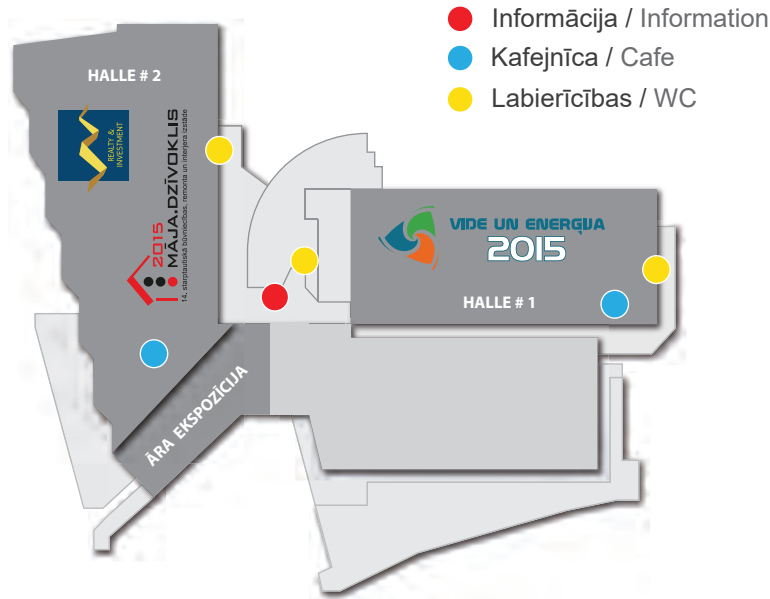 Informācija / Information
Kafejnīca / Cafe
Labierīcības / WC
HALLE # 2
REALTY &
INVESTMENT
2015
MĀJA.DZĪVOKLIS
14. starptautiskā būvniecības, remonta un interjera izstāde
VIDE UN ENERĢIJA
2015
HALLE # 1
ĀRA EKSPOZĪCIJA